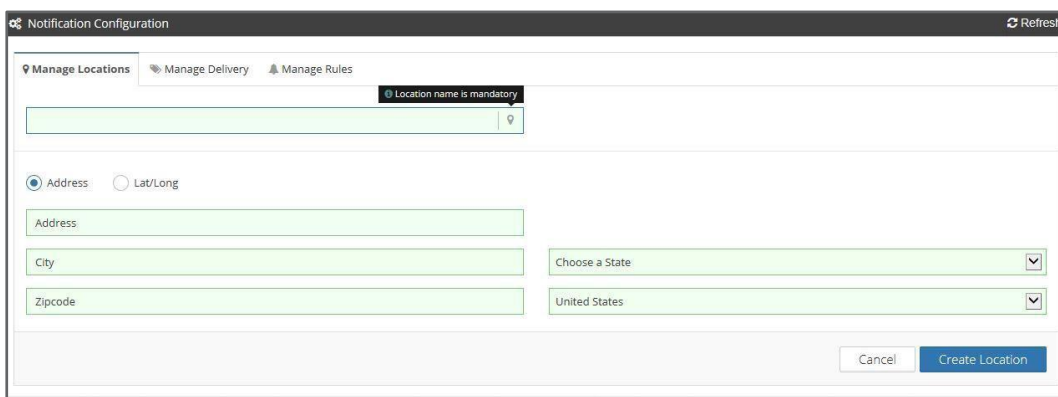 Notification Configuration Refresh
Manage Locations Manage Delivery Manage Rules
Location name is mandatory
Address Lat/Long
Address
City Choose a State
Zipcode United States
Cancel Create Location